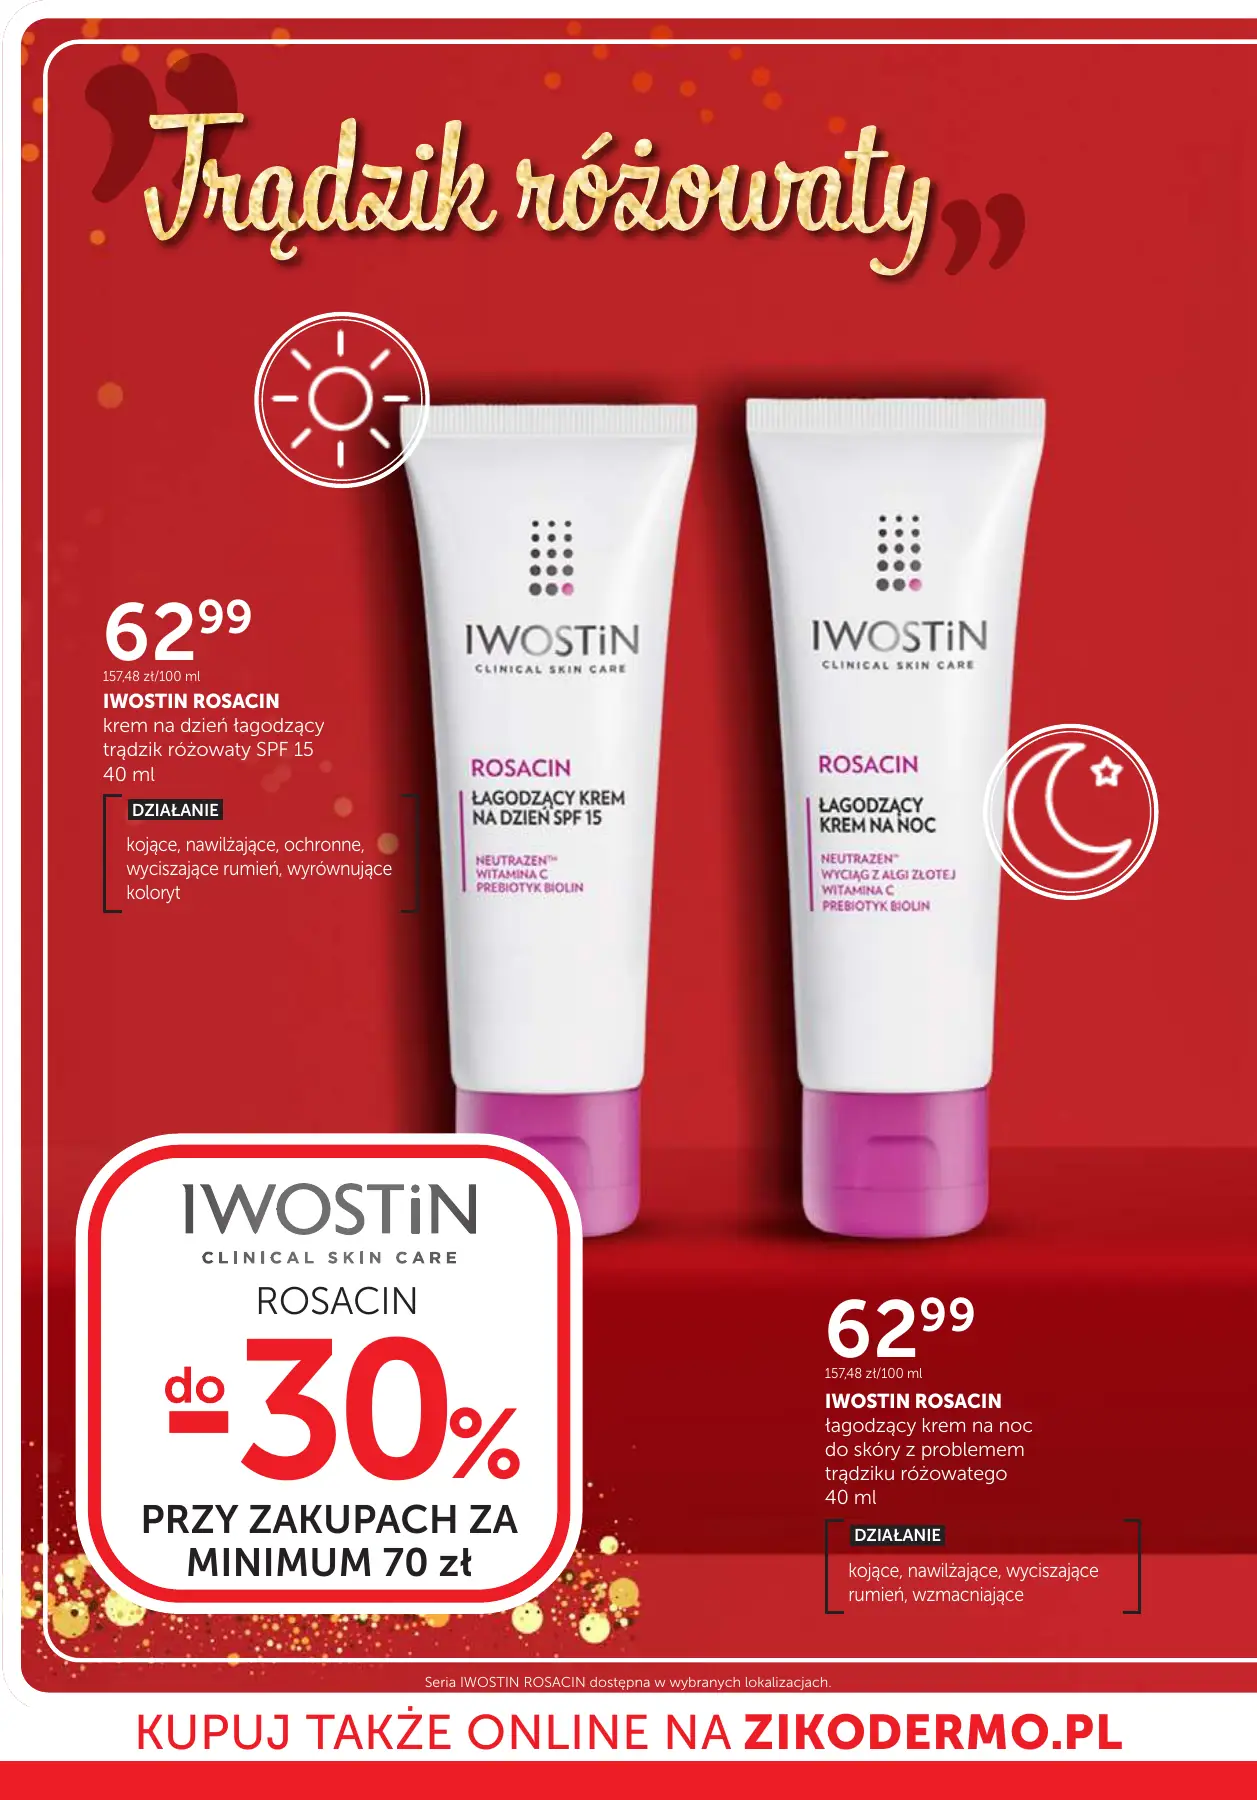 „Trądzik różowaty”
IWOSTiN
CLINICAL SKIN CARE
ROSACIN
ŁAGODZĄCY KREM
NA DZIEŃ SPF 15
NEUTRAZEN™
WITAMINA C
PREBIOTYK BIOLIN
IWOSTiN
CLINICAL SKIN CARE
ROSACIN
ŁAGODZĄCY
KREM NA NOC
NEUTRAZEN™
WYCIĄG Z ALGI ZŁOTEJ
WITAMINA C
PREBIOTYK BIOLIN
62⁹⁹
157,48 zł/100 ml
IWOSTIN ROSACIN
krem na dzień łagodzący
trądzik różowaty SPF 15
40 ml
DZIAŁANIE
kojące, nawilżające, ochronne,
wyciszające rumień, wyrównujące
koloryt
IWOSTiN
CLINICAL SKIN CARE
ROSACIN
do
-30%
PRZY ZAKUPACH ZA
MINIMUM 70 zł
62⁹⁹
157,48 zł/100 ml
IWOSTIN ROSACIN
łagodzący krem na noc
do skóry z problemem
trądziku różowatego
40 ml
DZIAŁANIE
kojące, nawilżające, wyciszające
rumień, wzmacniające
Seria IWOSTIN ROSACIN dostępna w wybranych lokalizacjach.
KUPUJ TAKŻE ONLINE NA ZIKODERMO.PL